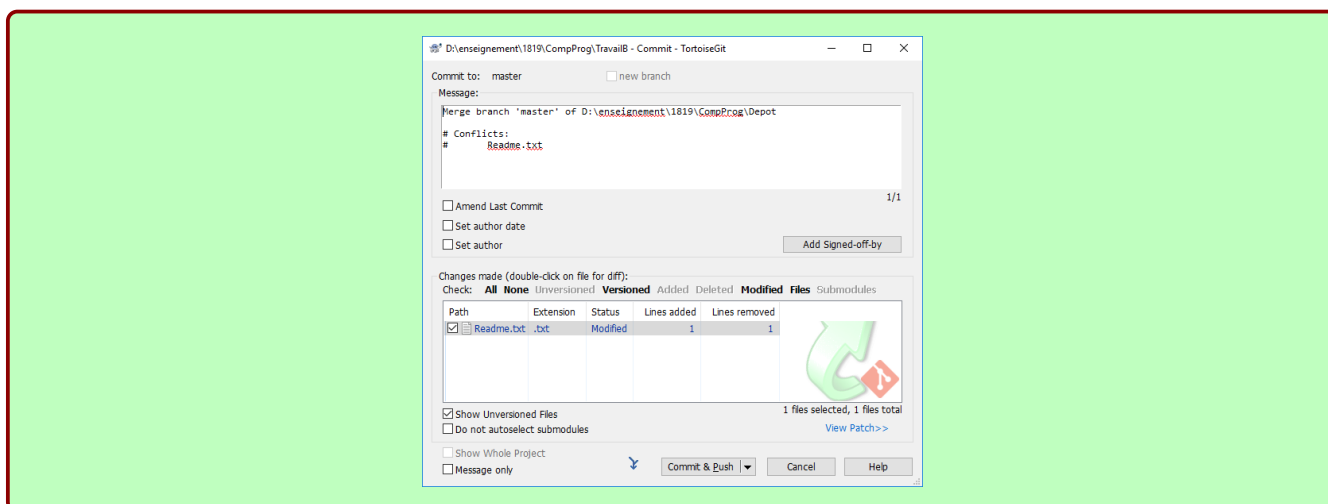 D:\enseignement\1819\CompProg\TravailB - Commit - TortoiseGit
Commit to: master new branch
Message:
Merge branch 'master' of D:\enseignement\1819\CompProg\Depot
# Conflicts:
# Readme.txt
1/1
Amend Last Commit
Set author date
Set author Add Signed-off-by
Changes made (double-click on file for diff):
Check: All None Unversioned Versioned Added Deleted Modified Files Submodules
Path Extension Status Lines added Lines removed
Readme.txt .txt Modified 1 1
Show Unversioned Files 1 files selected, 1 files total
Do not autoselect submodules View Patch>>
Show Whole Project
Message only Commit & Push Cancel Help